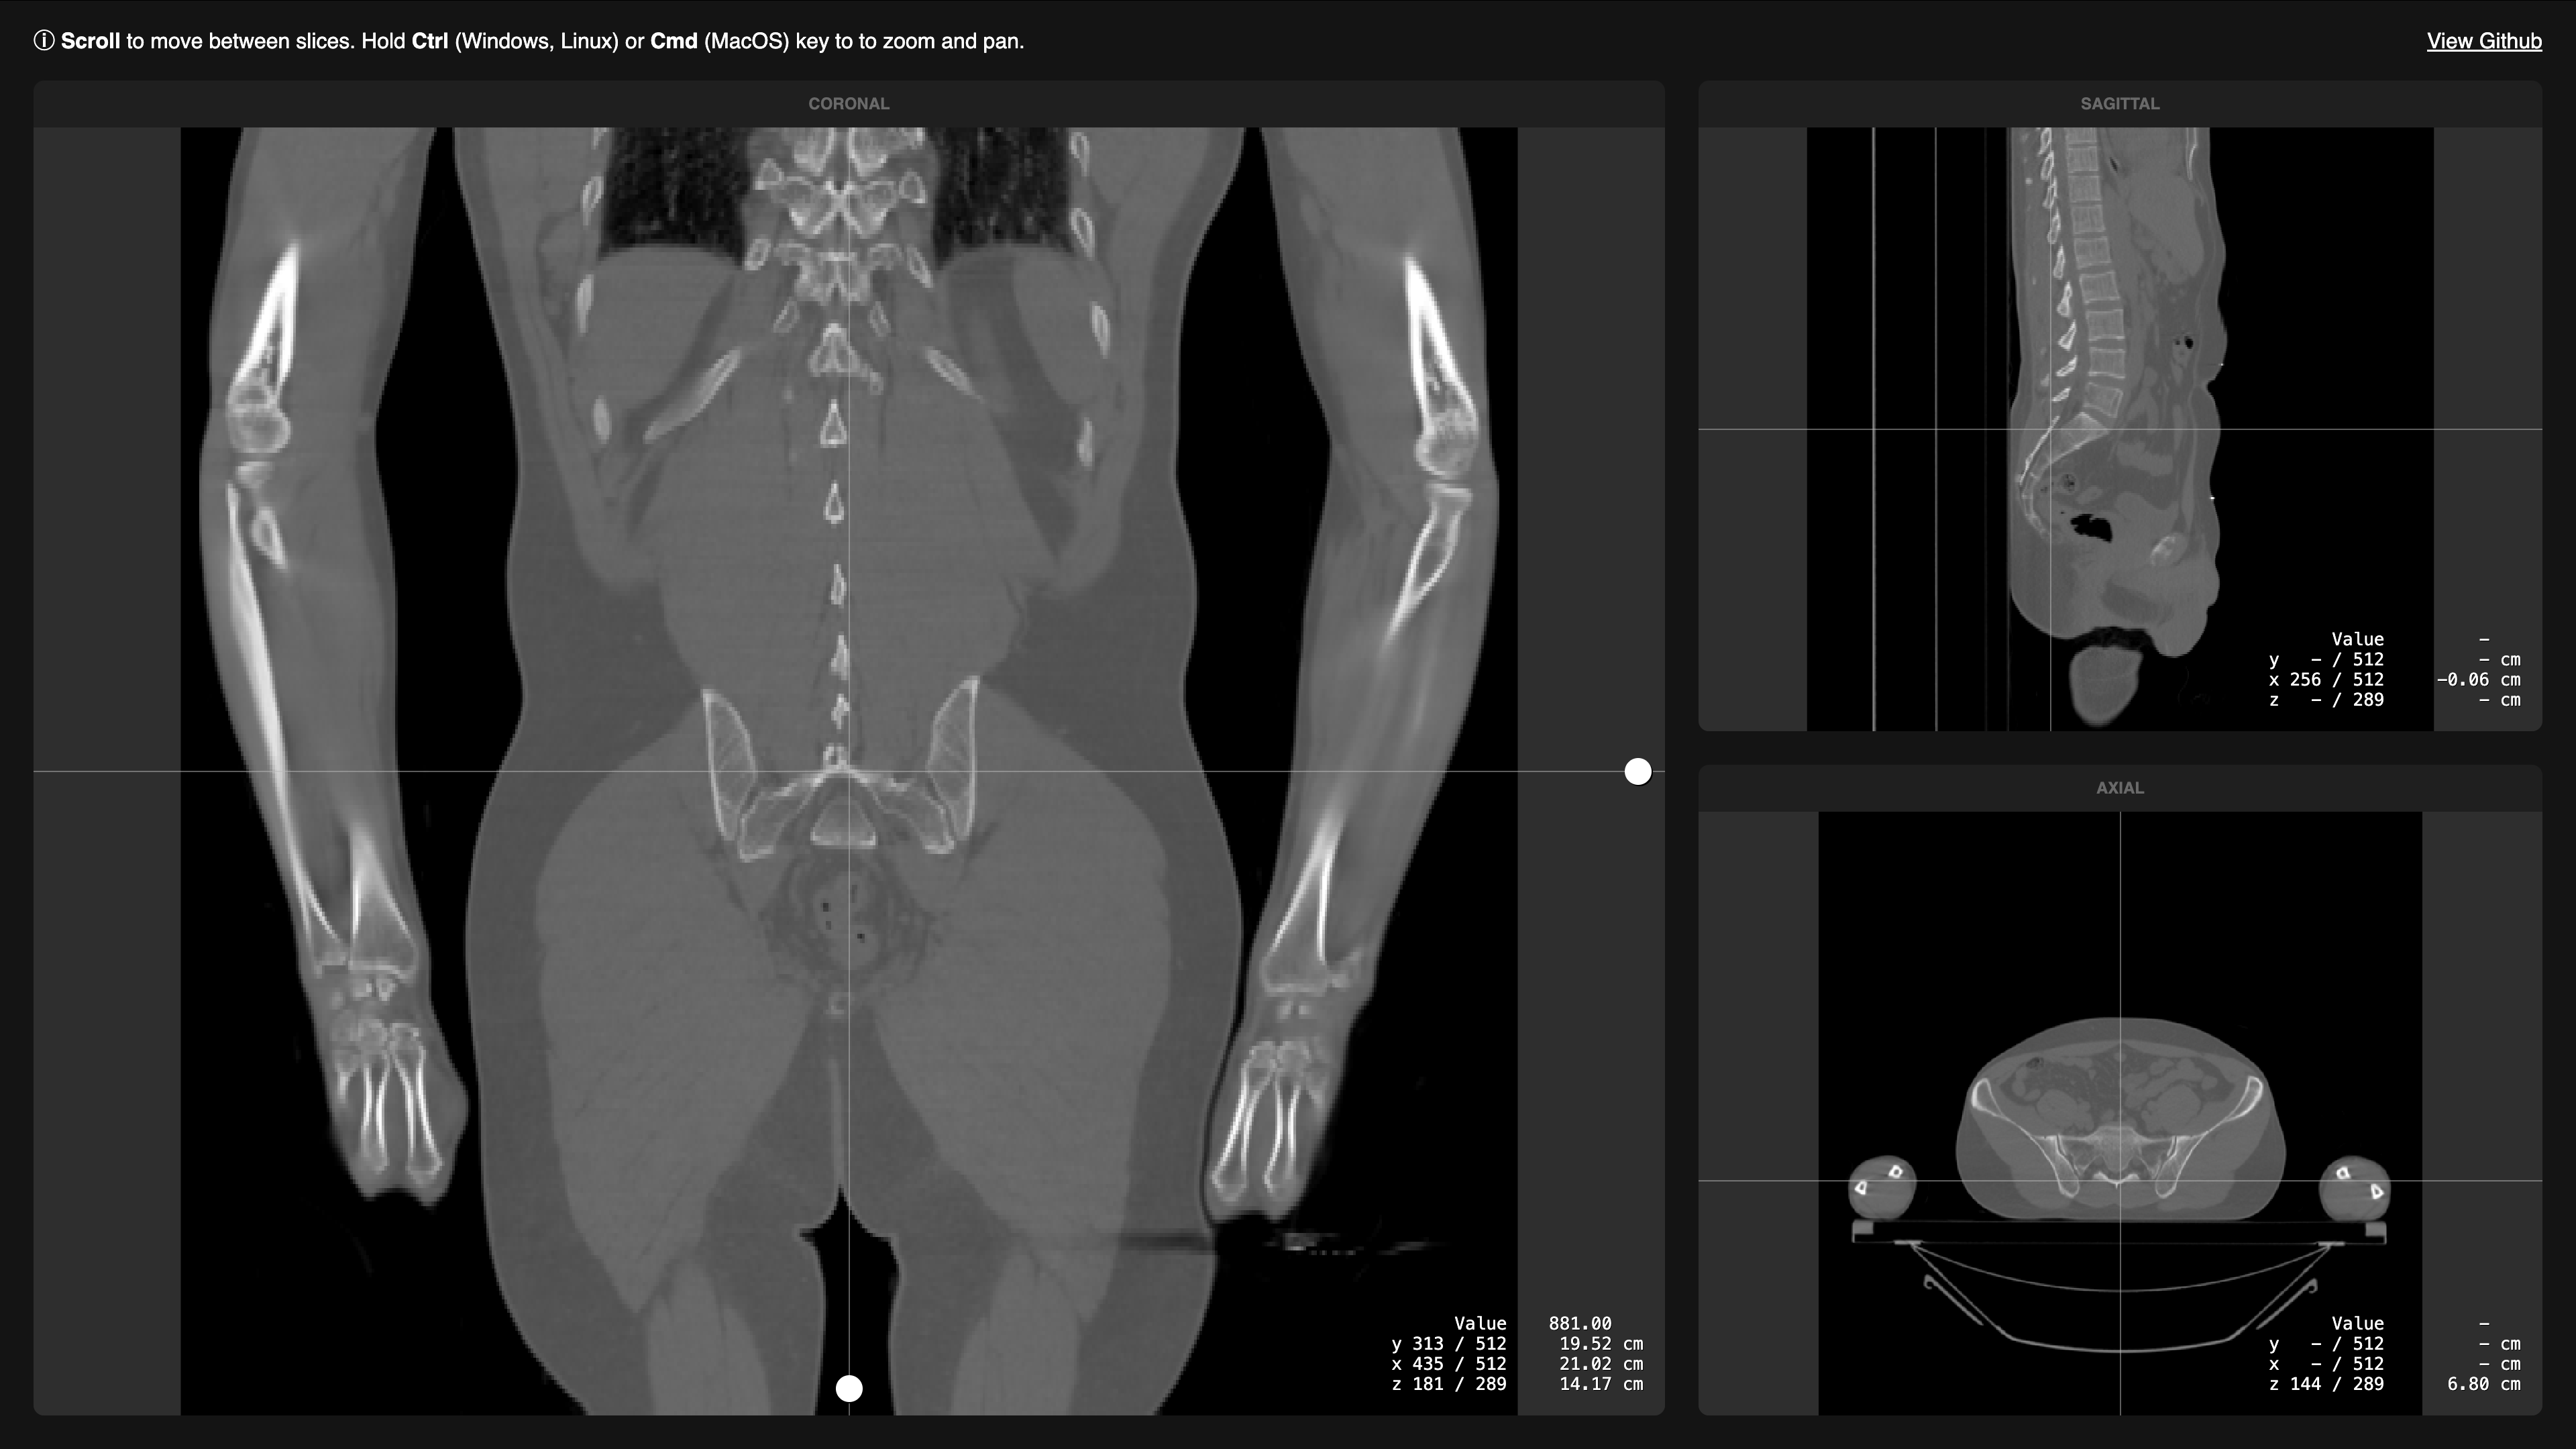 ⓘ Scroll to move between slices. Hold Ctrl (Windows, Linux) or Cmd (MacOS) key to to zoom and pan.
View Github
CORONAL
Value 881.00
y 313 / 512 19.52 cm
x 435 / 512 21.02 cm
z 181 / 289 14.17 cm
SAGITTAL
Value –
y – / 512 – cm
x 256 / 512 −0.06 cm
z – / 289 – cm
AXIAL
Value –
y – / 512 – cm
x – / 512 – cm
z 144 / 289 6.80 cm